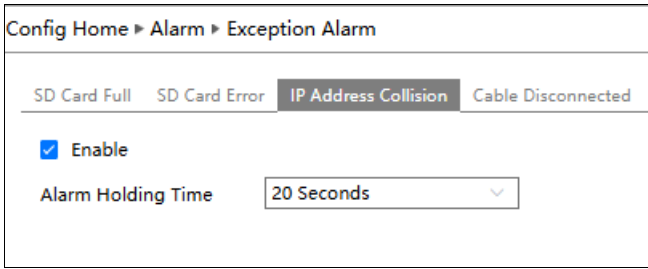 Config Home ▸ Alarm ▸ Exception Alarm
SD Card Full SD Card Error IP Address Collision Cable Disconnected
Enable
Alarm Holding Time 20 Seconds